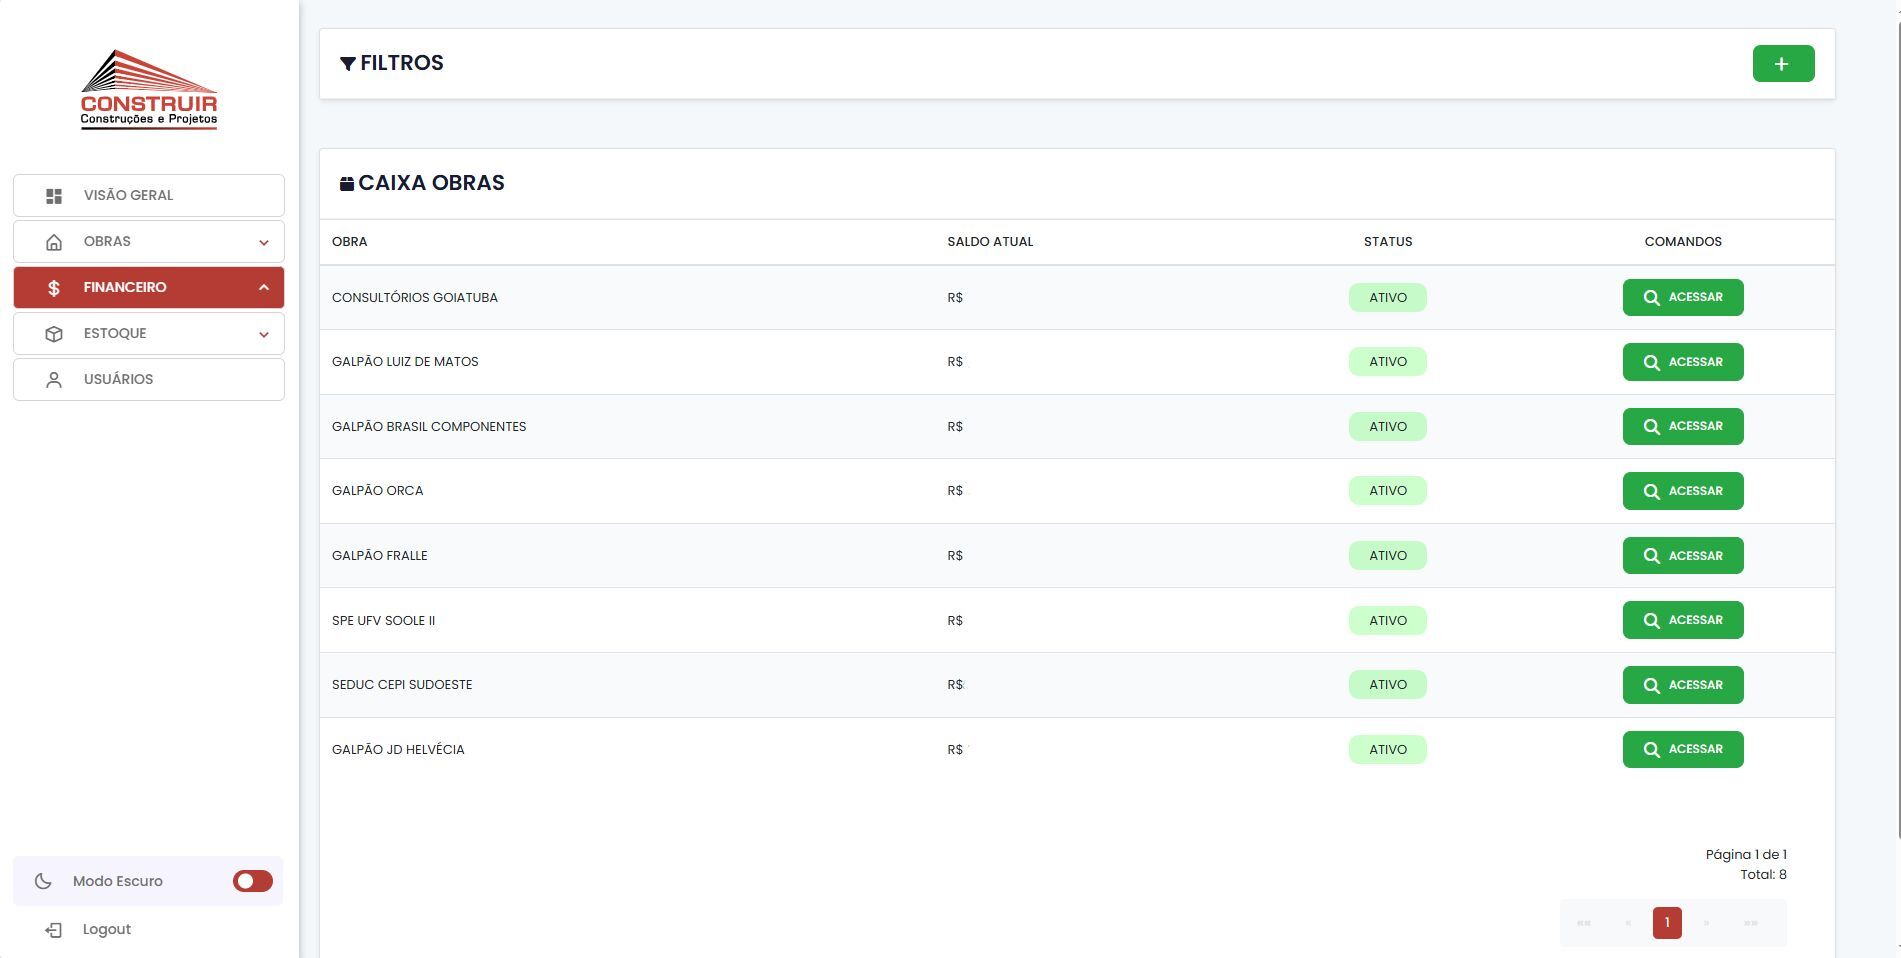 CONSTRUIR
Construções e Projetos
VISÃO GERAL
OBRAS
FINANCEIRO
ESTOQUE
USUÁRIOS
Modo Escuro
Logout
FILTROS
+
CAIXA OBRAS
OBRA SALDO ATUAL STATUS COMANDOS
CONSULTÓRIOS GOIATUBA R$ ATIVO ACESSAR
GALPÃO LUIZ DE MATOS R$ ATIVO ACESSAR
GALPÃO BRASIL COMPONENTES R$ ATIVO ACESSAR
GALPÃO ORCA R$ ATIVO ACESSAR
GALPÃO FRALLE R$ ATIVO ACESSAR
SPE UFV SOOLE II R$ ATIVO ACESSAR
SEDUC CEPI SUDOESTE R$ ATIVO ACESSAR
GALPÃO JD HELVÉCIA R$ ATIVO ACESSAR
Página 1 de 1
Total: 8
«« « 1 » »»